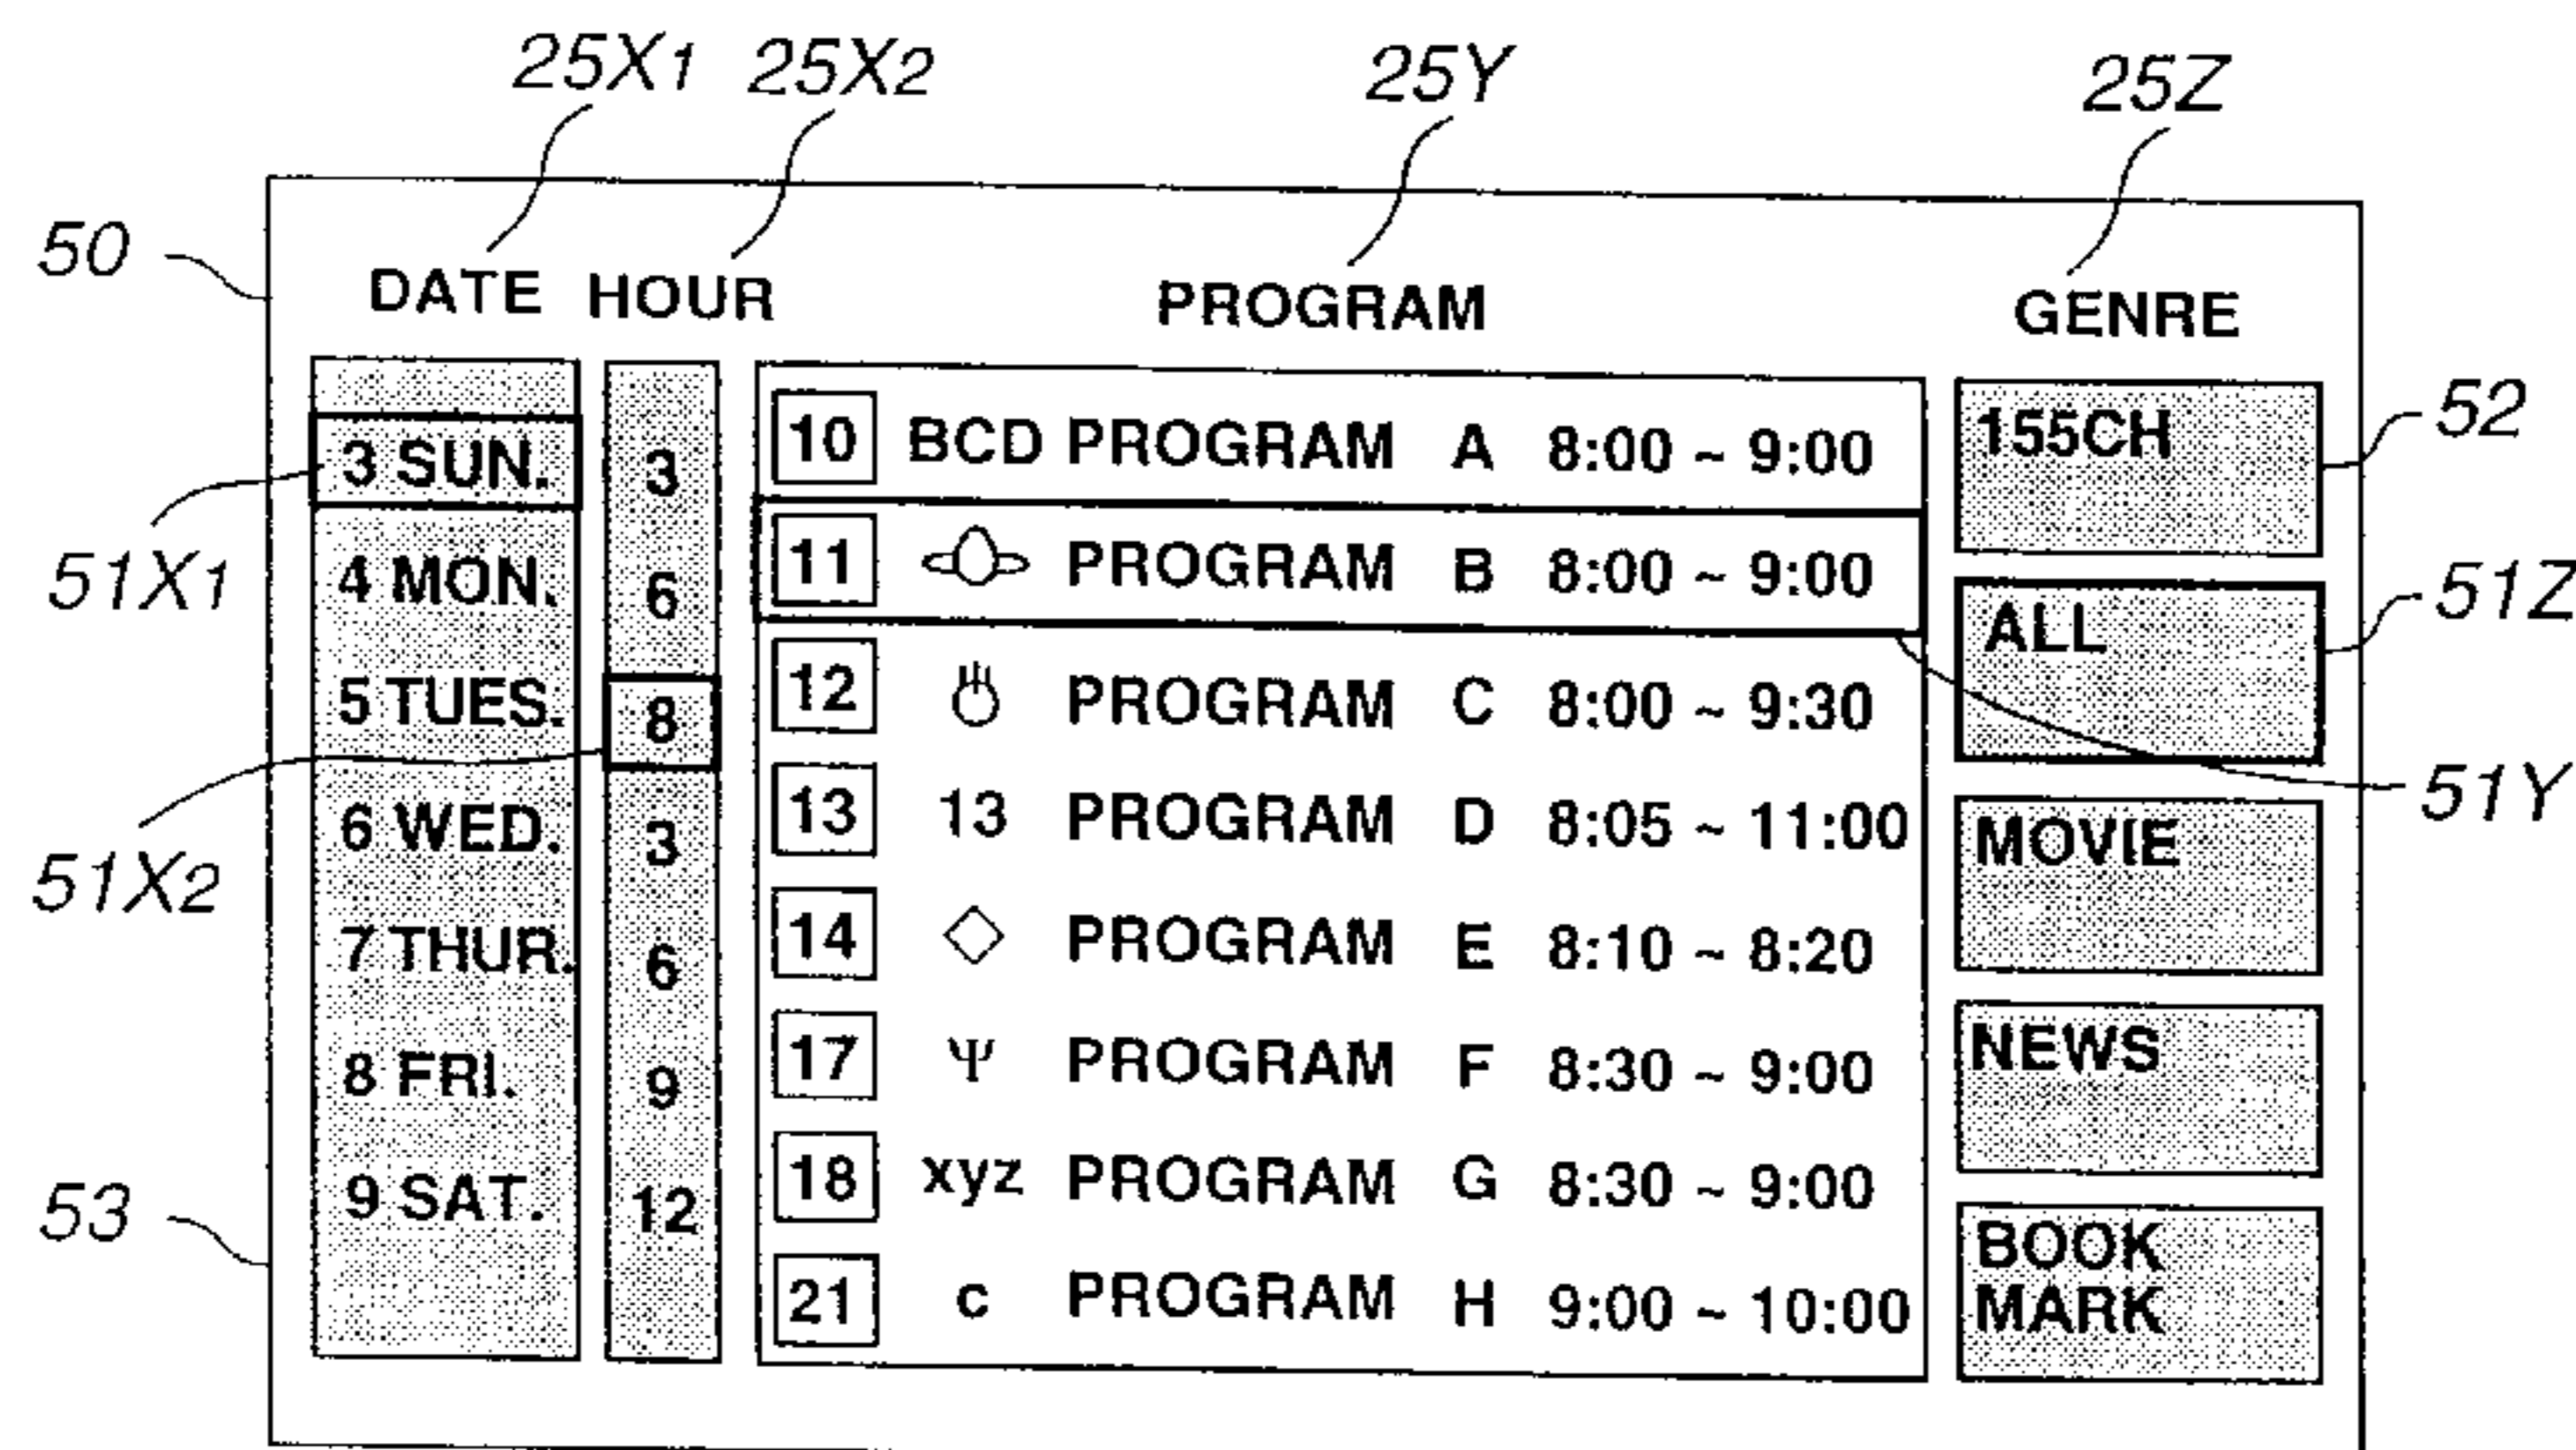 25X1 25X2 25Y 25Z
50
DATE HOUR PROGRAM GENRE
10 BCD PROGRAM A 8:00 ~ 9:00
155CH
52
3 SUN.
3
51X1
11 PROGRAM B 8:00 ~ 9:00
4 MON.
6
ALL
51Z
12 PROGRAM C 8:00 ~ 9:30
5 TUES.
8
51Y
13 13 PROGRAM D 8:05 ~ 11:00
6 WED.
3
MOVIE
51X2
14 PROGRAM E 8:10 ~ 8:20
7 THUR.
6
17 Ψ PROGRAM F 8:30 ~ 9:00
8 FRI.
9
NEWS
18 xyz PROGRAM G 8:30 ~ 9:00
9 SAT.
12
53
BOOK
MARK
21 c PROGRAM H 9:00 ~ 10:00